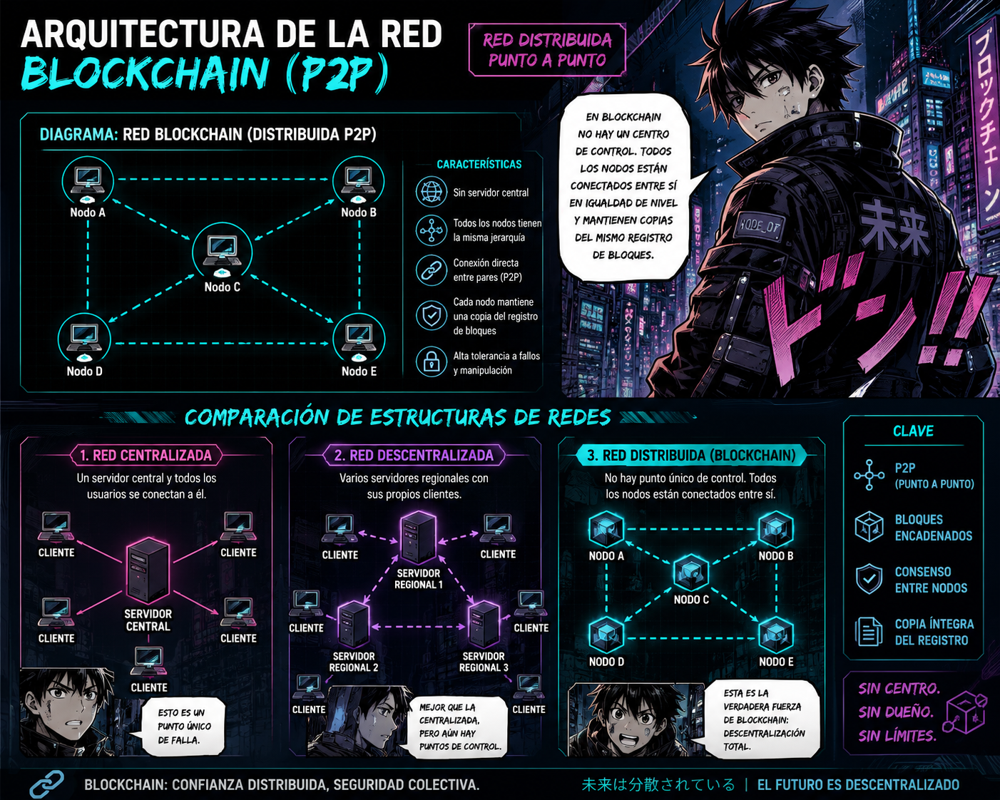 ARQUITECTURA DE LA RED
BLOCKCHAIN (P2P)
RED DISTRIBUIDA
PUNTO A PUNTO
DIAGRAMA: RED BLOCKCHAIN (DISTRIBUIDA P2P)
Nodo A
Nodo B
Nodo C
Nodo D
Nodo E
CARACTERÍSTICAS
Sin servidor central
Todos los nodos tienen
la misma jerarquía
Conexión directa
entre pares (P2P)
Cada nodo mantiene
una copia del registro
de bloques
Alta tolerancia a fallos
y manipulación
EN BLOCKCHAIN
NO HAY UN CENTRO
DE CONTROL. TODOS
LOS NODOS ESTÁN
CONECTADOS ENTRE SÍ
EN IGUALDAD DE NIVEL
Y MANTIENEN COPIAS
DEL MISMO REGISTRO
DE BLOQUES.
ブロックチェーン
NODE_07
未来
ドン!!
COMPARACIÓN DE ESTRUCTURAS DE REDES
1. RED CENTRALIZADA
Un servidor central y todos los
usuarios se conectan a él.
CLIENTE
CLIENTE
SERVIDOR
CENTRAL
CLIENTE
CLIENTE
CLIENTE
ESTO ES UN
PUNTO ÚNICO
DE FALLA.
2. RED DESCENTRALIZADA
Varios servidores regionales con
sus propios clientes.
CLIENTE
CLIENTE
SERVIDOR
REGIONAL 1
CLIENTE
CLIENTE
SERVIDOR
REGIONAL 2
SERVIDOR
REGIONAL 3
CLIENTE
CLIENTE
MEJOR QUE LA
CENTRALIZADA,
PERO AÚN HAY
PUNTOS DE CONTROL.
3. RED DISTRIBUIDA (BLOCKCHAIN)
No hay punto único de control. Todos
los nodos están conectados entre sí.
NODO A
NODO B
NODO C
NODO D
NODO E
ESTA ES LA
VERDADERA FUERZA
DE BLOCKCHAIN:
DESCENTRALIZACIÓN
TOTAL.
CLAVE
P2P
(PUNTO A PUNTO)
BLOQUES
ENCADENADOS
CONSENSO
ENTRE NODOS
COPIA ÍNTEGRA
DEL REGISTRO
SIN CENTRO.
SIN DUEÑO.
SIN LÍMITES.
BLOCKCHAIN: CONFIANZA DISTRIBUIDA, SEGURIDAD COLECTIVA.
未来は分散されている | EL FUTURO ES DESCENTRALIZADO